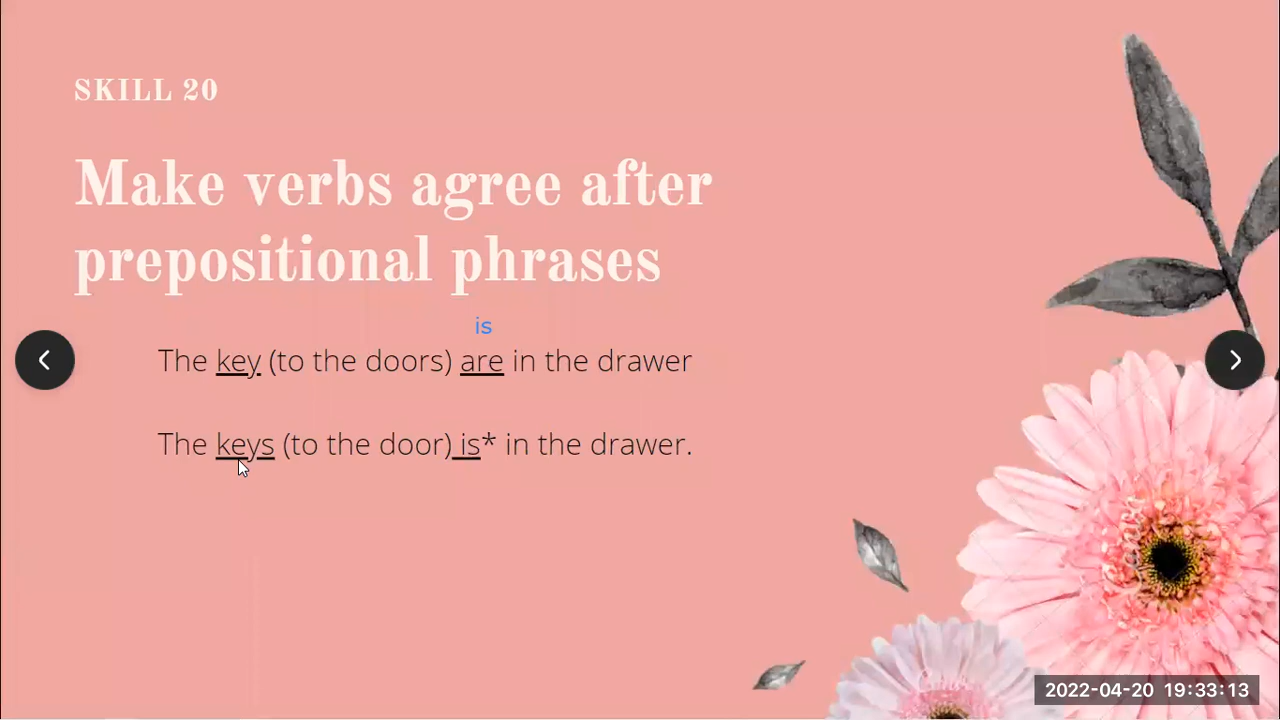 SKILL 20
Make verbs agree after
prepositional phrases
is
The key (to the doors) are in the drawer
The keys (to the door) is* in the drawer.
2022-04-20 19:33:13